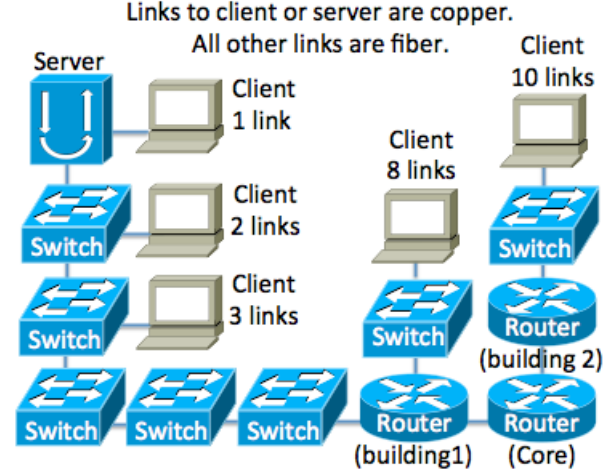 Links to client or server are copper.
All other links are fiber.
Server
Client
1 link
Client
10 links
Client
8 links
Switch
Client
2 links
Switch
Switch
Client
3 links
Switch
Router
(building 2)
Switch
Switch
Switch
Router
(building1)
Router
(Core)